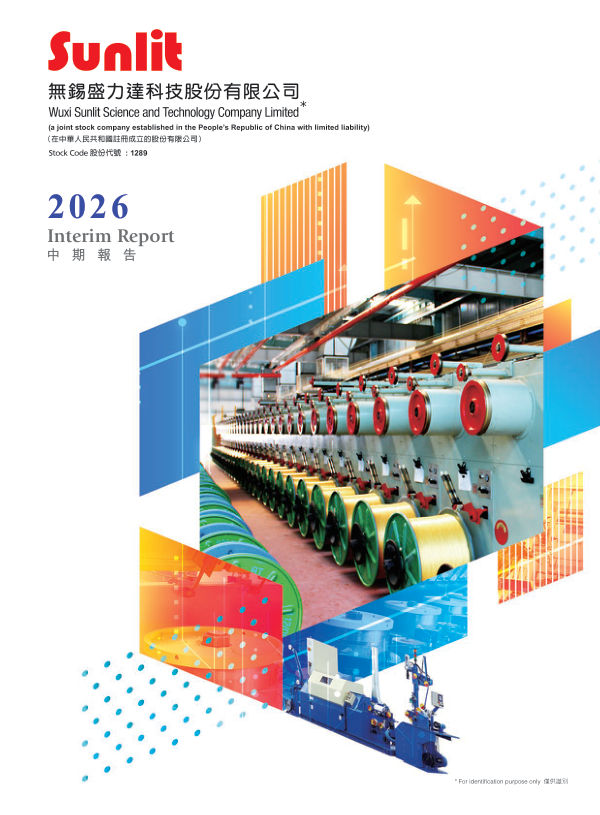 Sunlit
無錫盛力達科技股份有限公司
Wuxi Sunlit Science and Technology Company Limited*
(a joint stock company established in the People's Republic of China with limited liability)
(在中華人民共和國註冊成立的股份有限公司)
Stock Code 股份代號 : 1289
2026
Interim Report
中期報告
* For identification purpose only 僅供識別